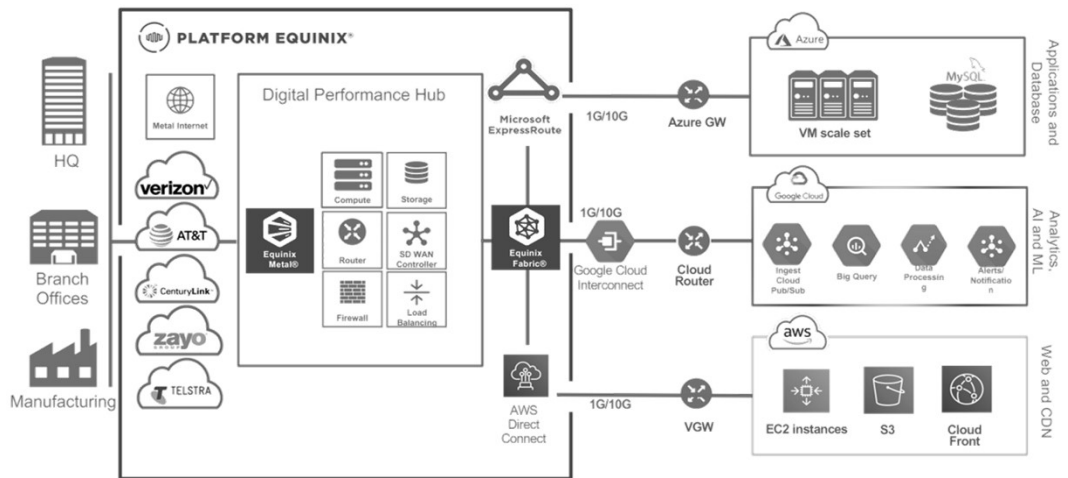 PLATFORM EQUINIX®
HQ
Branch
Offices
Manufacturing
Metal Internet
verizon✓
AT&T
CenturyLink™
zayo
GROUP
TELSTRA
Digital Performance Hub
Equinix
Metal®
Compute
Storage
Router
SD WAN
Controller
Firewall
Load
Balancing
Microsoft
ExpressRoute
Equinix
Fabric®
AWS
Direct
Connect
1G/10G
Azure GW
1G/10G
Google Cloud
Interconnect
Cloud
Router
1G/10G
VGW
Azure
VM scale set
MySQL
Applications and
Database
Google Cloud
Ingest
Cloud
Pub/Sub
Big Query
Data
Processin
g
Alerts/
Notificatio
n
Analytics,
AI and ML
aws
EC2 instances
S3
Cloud
Front
Web and CDN